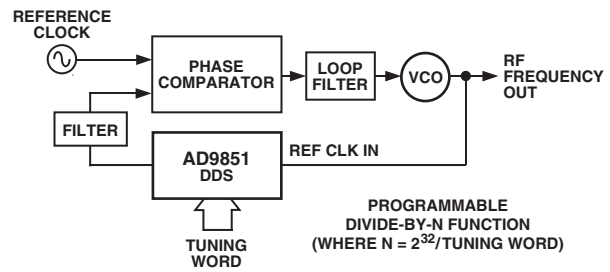 REFERENCE
CLOCK
PHASE
COMPARATOR
LOOP
FILTER
VCO
RF
FREQUENCY
OUT
FILTER
AD9851
DDS
REF CLK IN
TUNING
WORD
PROGRAMMABLE
DIVIDE-BY-N FUNCTION
(WHERE N = 2³²/TUNING WORD)